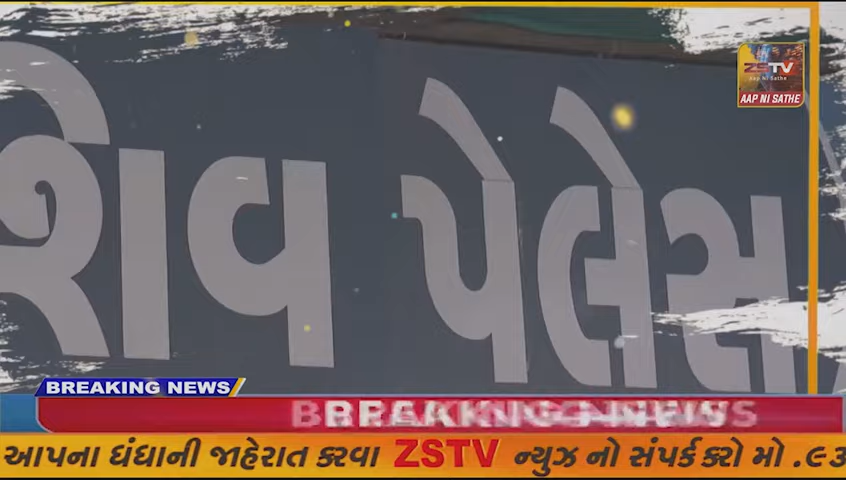 ZSTV
Aap Ni Sathe
AAP NI SATHE
શિવ પેલેસ
BREAKING NEWS
BREAKING NEWS
આપના ધંધાની જાહેરાત કરવા ZSTV ન્યુઝ નો સંપર્ક કરો મો .૯૩